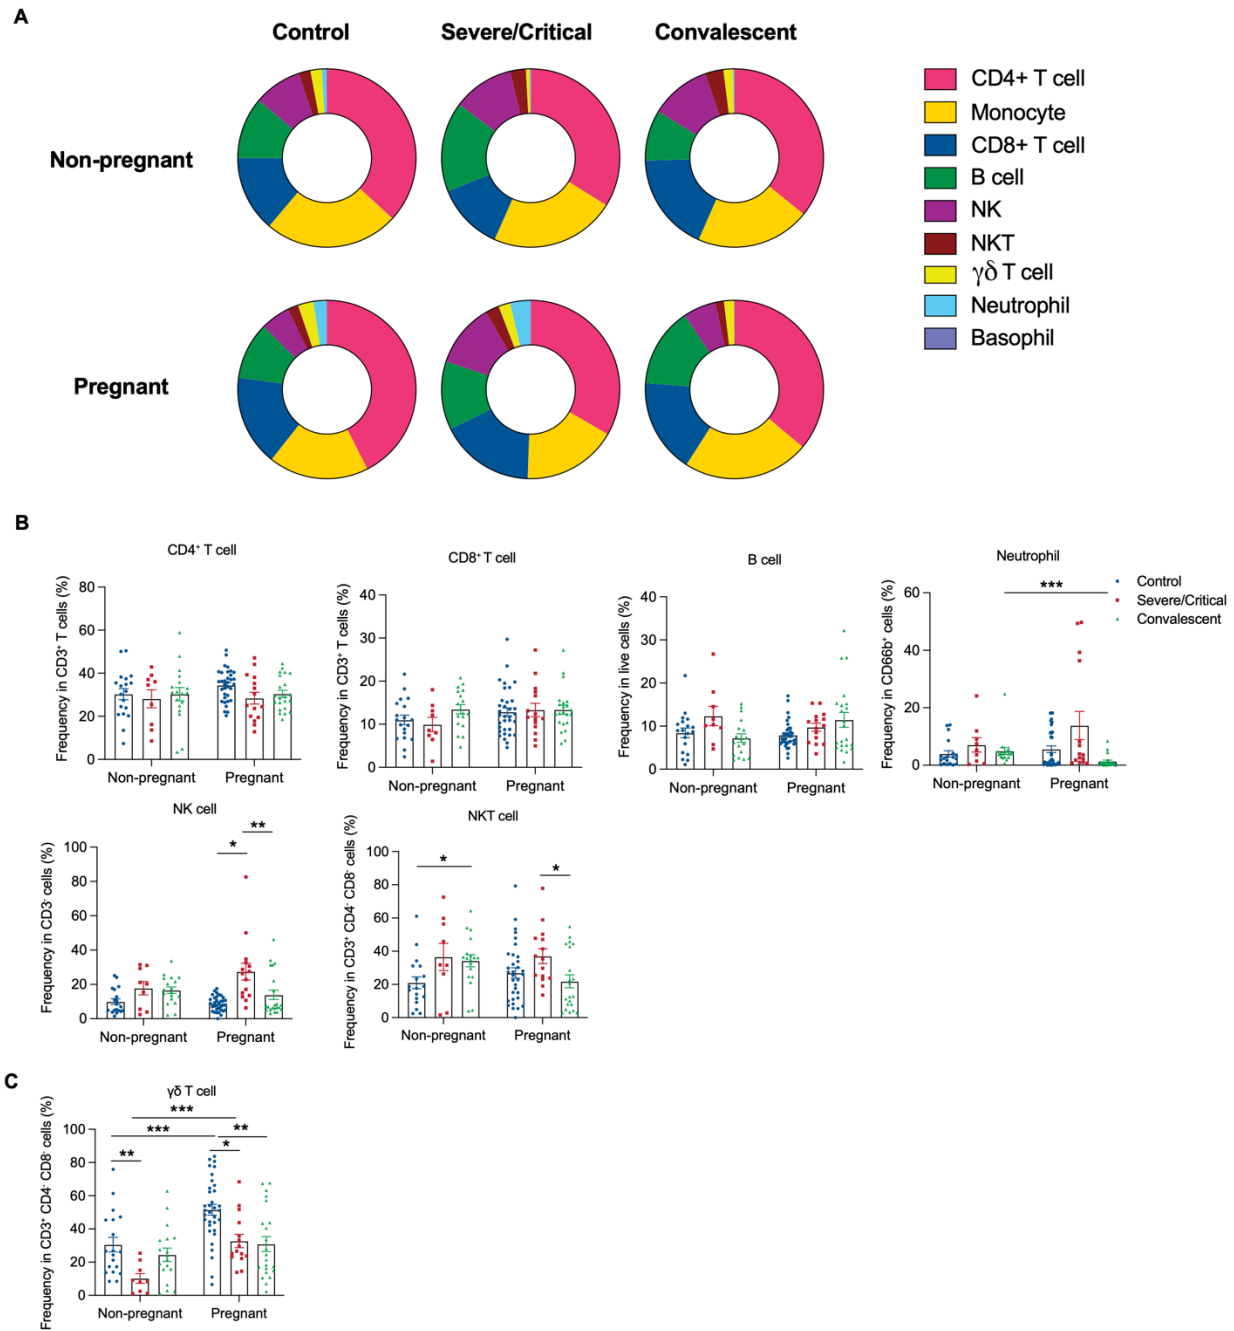 A
Control
Severe/Critical
Convalescent
Non-pregnant
Pregnant
CD4+ T cell
Monocyte
CD8+ T cell
B cell
NK
NKT
γδ T cell
Neutrophil
Basophil
B
CD4⁺ T cell
Frequency in CD3⁺ T cells (%)
80
60
40
20
0
Non-pregnant
Pregnant
CD8⁺ T cell
Frequency in CD3⁺ T cells (%)
40
30
20
10
0
Non-pregnant
Pregnant
B cell
Frequency in live cells (%)
40
30
20
10
0
Non-pregnant
Pregnant
Neutrophil
Frequency in CD66b⁺ cells (%)
60
40
20
0
***
Non-pregnant
Pregnant
Control
Severe/Critical
Convalescent
NK cell
Frequency in CD3⁻ cells (%)
100
80
60
40
20
0
*
**
Non-pregnant
Pregnant
NKT cell
Frequency in CD3⁺ CD4⁻ CD8⁻ cells (%)
100
80
60
40
20
0
*
*
Non-pregnant
Pregnant
C
γδ T cell
Frequency in CD3⁺ CD4⁻ CD8⁻ cells (%)
100
80
60
40
20
0
***
***
**
**
*
Non-pregnant
Pregnant